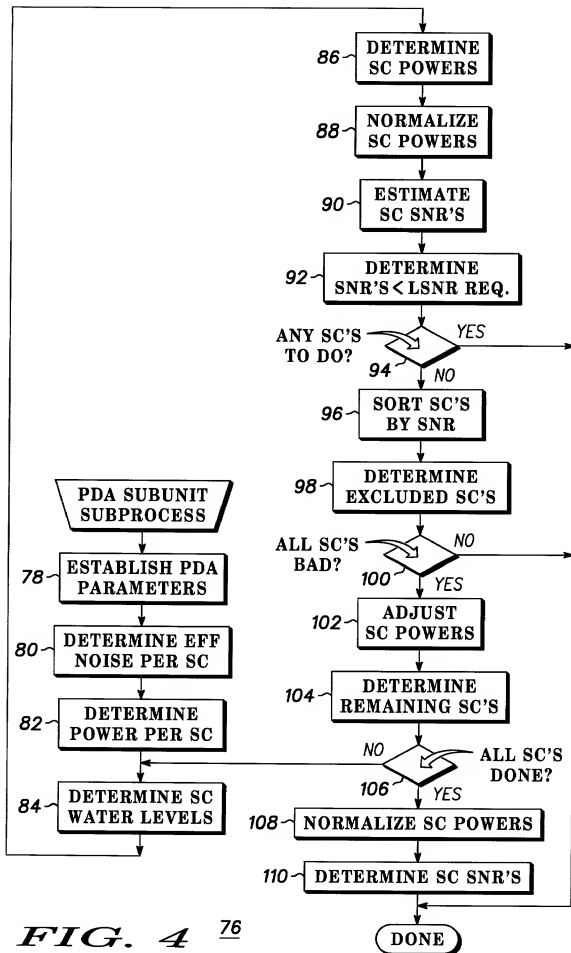 PDA SUBUNIT
SUBPROCESS
78
ESTABLISH PDA
PARAMETERS
80
DETERMINE EFF
NOISE PER SC
82
DETERMINE
POWER PER SC
84
DETERMINE SC
WATER LEVELS
86
DETERMINE
SC POWERS
88
NORMALIZE
SC POWERS
90
ESTIMATE
SC SNR'S
92
DETERMINE
SNR'S < LSNR REQ.
ANY SC'S
TO DO?
94
YES
NO
96
SORT SC'S
BY SNR
98
DETERMINE
EXCLUDED SC'S
ALL SC'S
BAD?
100
NO
YES
102
ADJUST
SC POWERS
104
DETERMINE
REMAINING SC'S
NO
ALL SC'S
DONE?
106
YES
108
NORMALIZE SC POWERS
110
DETERMINE SC SNR'S
DONE
FIG. 4 76